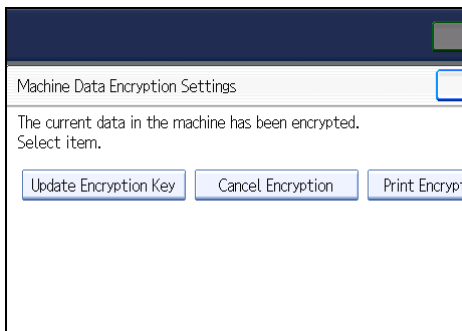 Machine Data Encryption Settings
The current data in the machine has been encrypted.
Select item.
Update Encryption Key Cancel Encryption Print